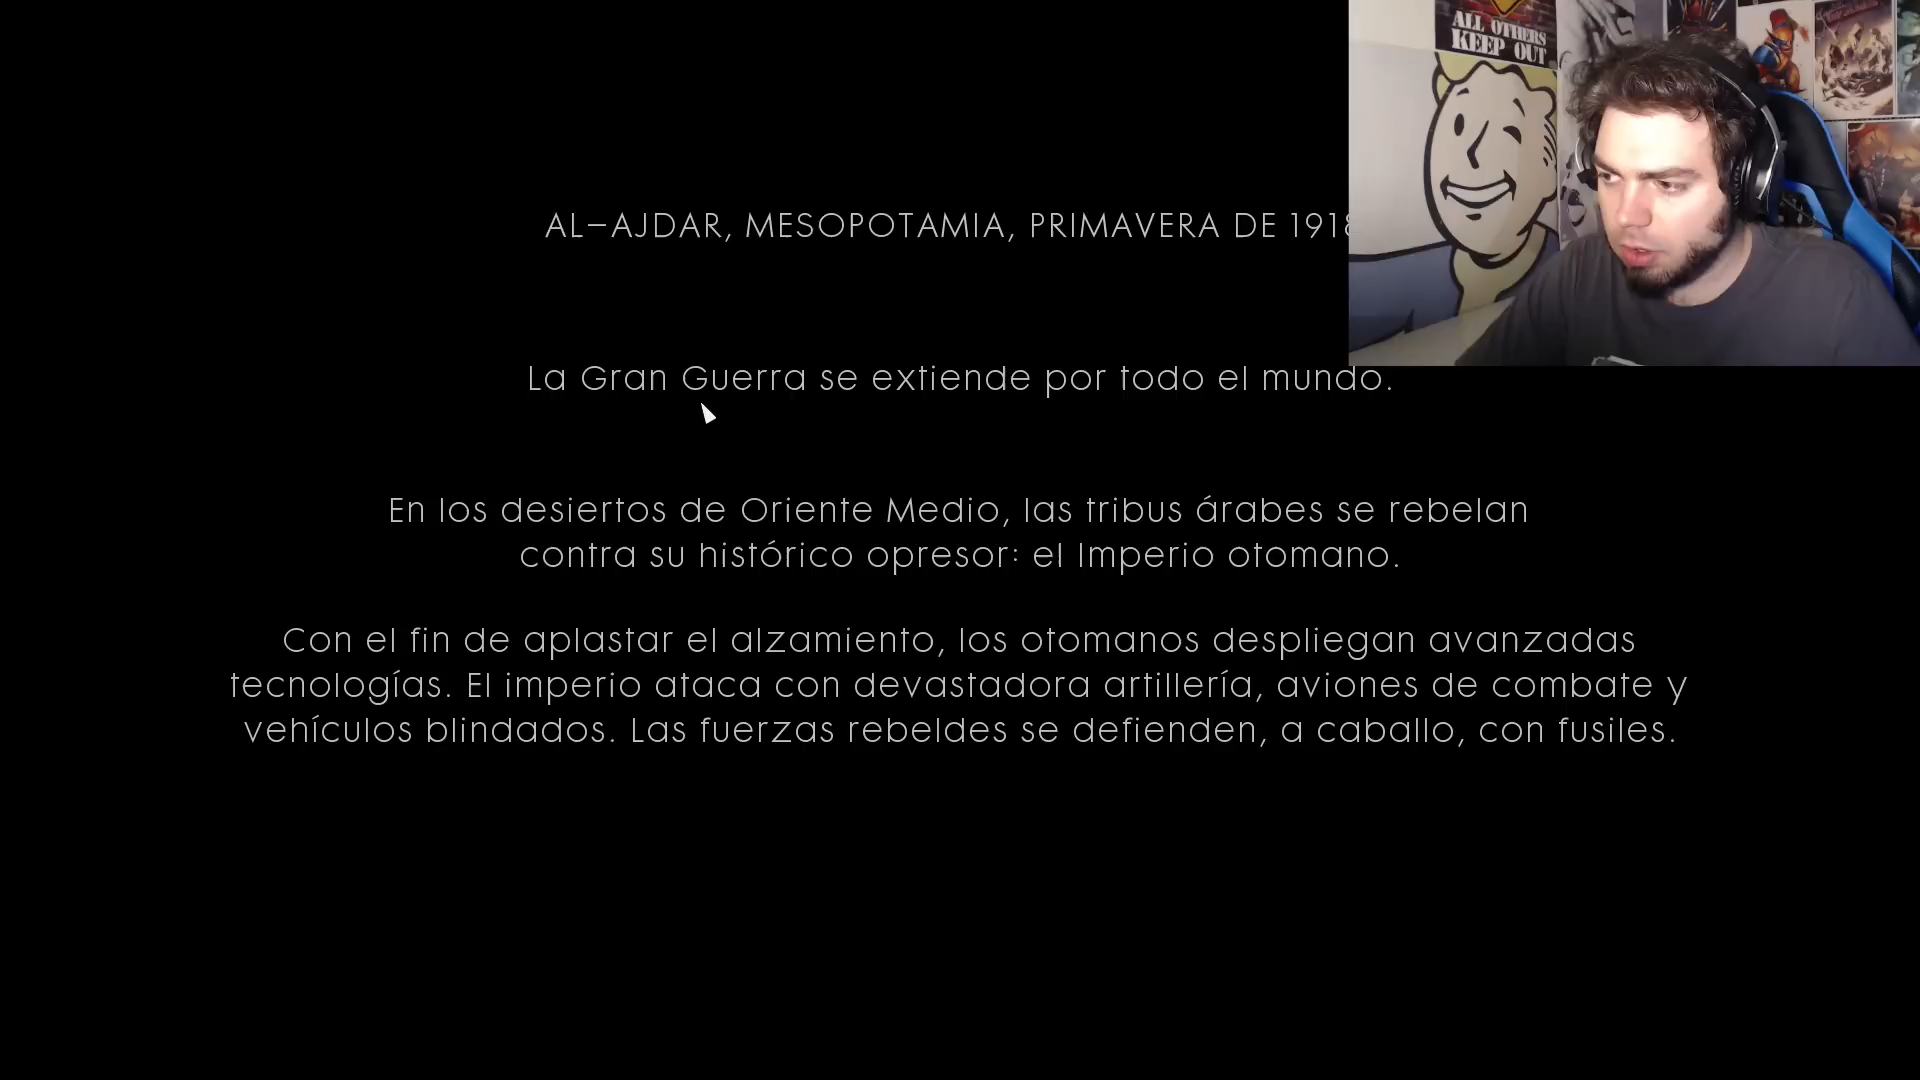 ALL OTHERS
KEEP OUT
AL-AJDAR, MESOPOTAMIA, PRIMAVERA DE 1918
La Gran Guerra se extiende por todo el mundo.
En los desiertos de Oriente Medio, las tribus árabes se rebelan
contra su histórico opresor: el Imperio otomano.
Con el fin de aplastar el alzamiento, los otomanos despliegan avanzadas
tecnologías. El imperio ataca con devastadora artillería, aviones de combate y
vehículos blindados. Las fuerzas rebeldes se defienden, a caballo, con fusiles.